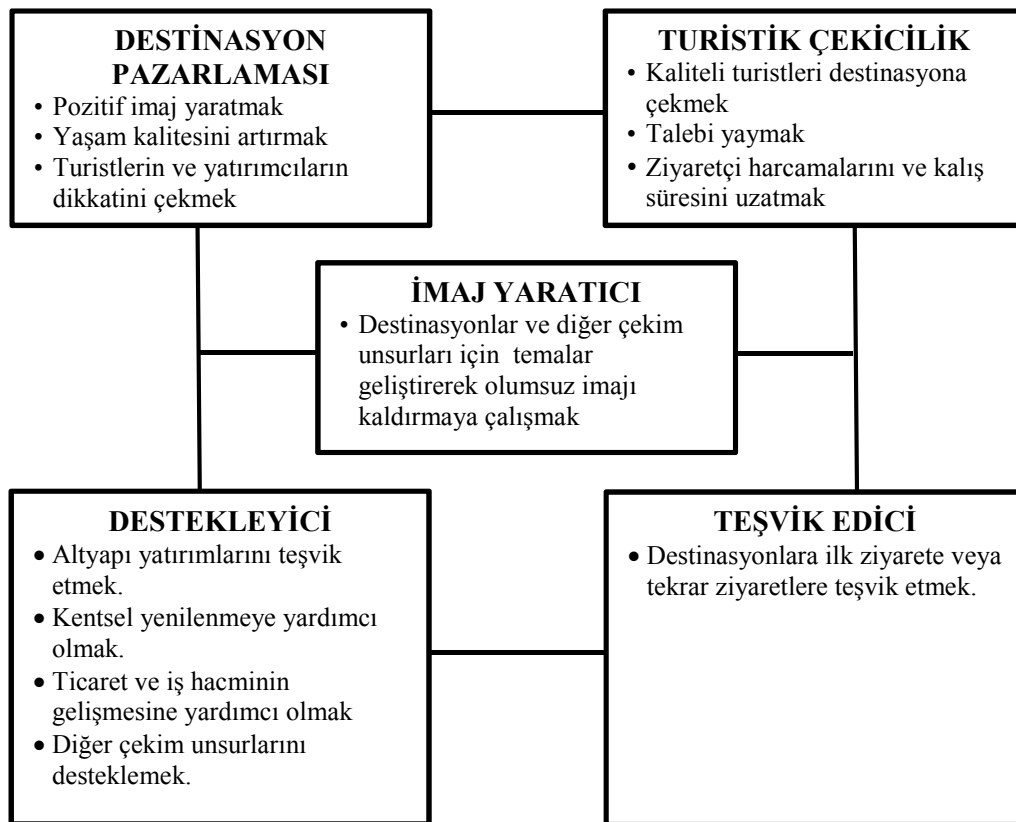 DESTİNASYON
PAZARLAMASI
• Pozitif imaj yaratmak
• Yaşam kalitesini artırmak
• Turistlerin ve yatırımcıların
dikkatini çekmek
TURİSTİK ÇEKİCİLİK
• Kaliteli turistleri destinasyona
çekmek
• Talebi yaymak
• Ziyaretçi harcamalarını ve kalış
süresini uzatmak
İMAJ YARATICI
• Destinasyonlar ve diğer çekim
unsurları için temalar
geliştirerek olumsuz imajı
kaldırmaya çalışmak
DESTEKLEYİCİ
• Altyapı yatırımlarını teşvik
etmek.
• Kentsel yenilenmeye yardımcı
olmak.
• Ticaret ve iş hacminin
gelişmesine yardımcı olmak
• Diğer çekim unsurlarını
desteklemek.
TEŞVİK EDİCİ
• Destinasyonlara ilk ziyarete veya
tekrar ziyaretlere teşvik etmek.